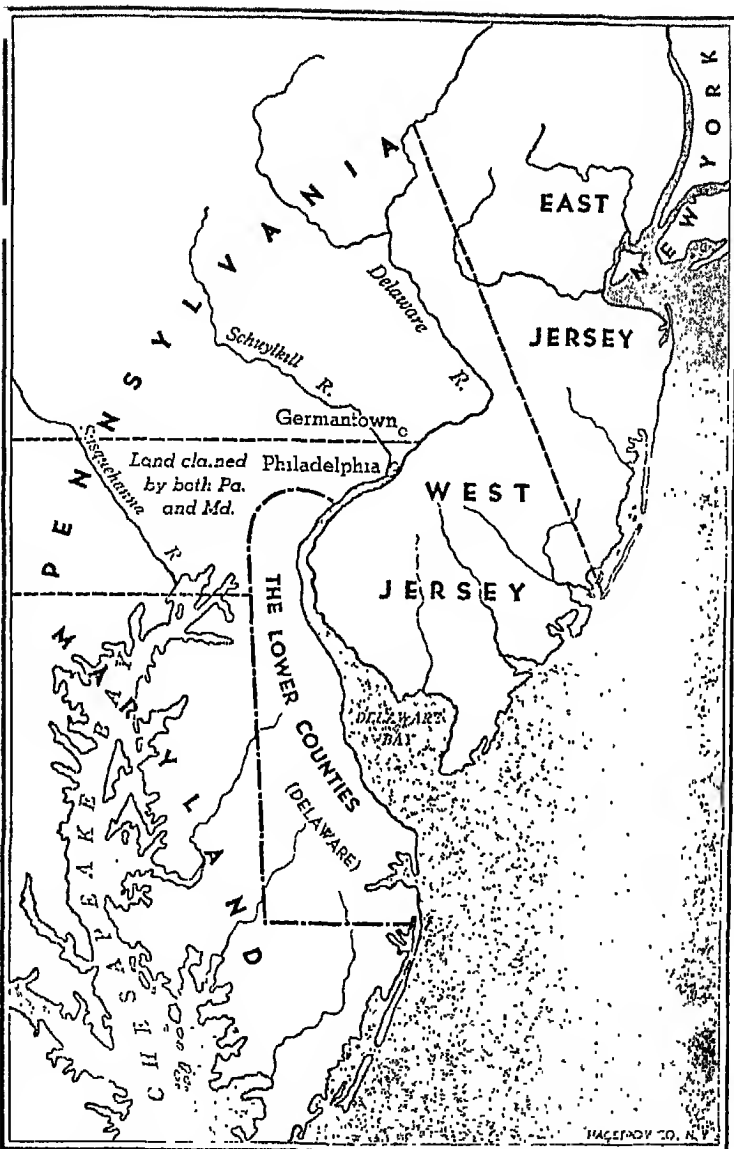 NEW YORK
PENNSYLVANIA
EAST
JERSEY
Delaware R.
Schuylkill R.
Germantown
Philadelphia
Susquehanna R
Land claimed
by both Pa.
and Md.
WEST
JERSEY
THE LOWER COUNTIES
(DELAWARE)
DELAWARE
BAY
MARYLAND
CHESAPEAKE BAY